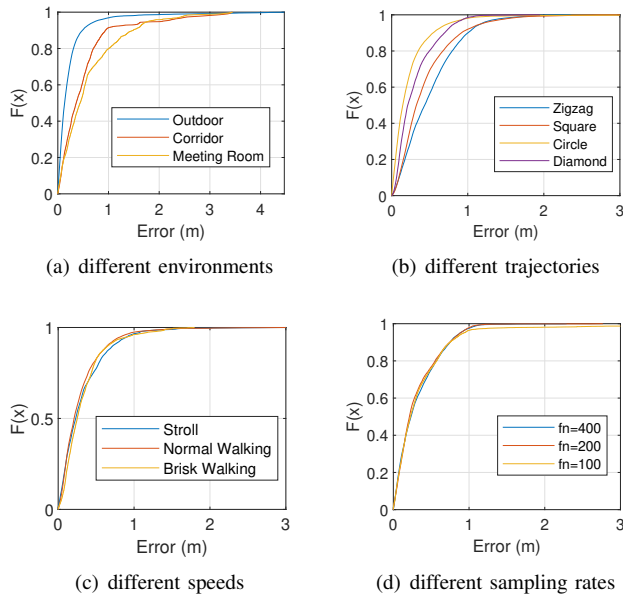 1
0.8
0.6
0.4
0.2
0
F(x)
Outdoor
Corridor
Meeting Room
0 1 2 3 4
Error (m)
(a) different environments
1
0.8
0.6
0.4
0.2
0
F(x)
Zigzag
Square
Circle
Diamond
0 1 2 3
Error (m)
(b) different trajectories
1
0.5
0
F(x)
Stroll
Normal Walking
Brisk Walking
0 1 2 3
Error (m)
(c) different speeds
1
0.8
0.6
0.4
0.2
0
F(x)
fn=400
fn=200
fn=100
0 1 2 3
Error (m)
(d) different sampling rates